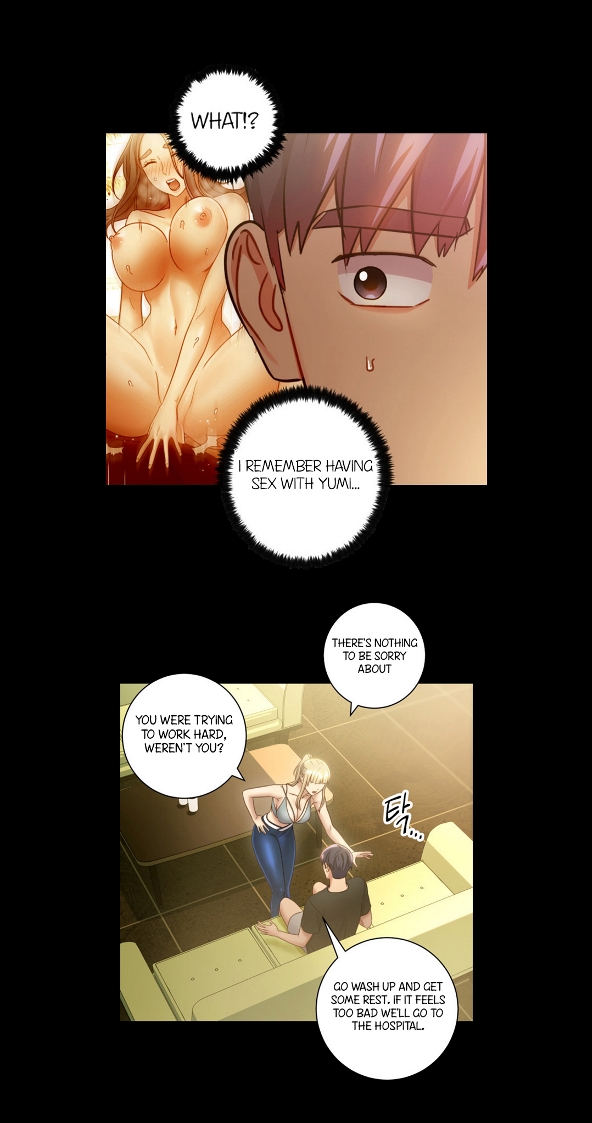 WHAT!?
I REMEMBER HAVING
SEX WITH YUMI...
THERE'S NOTHING
TO BE SORRY
ABOUT
YOU WERE TRYING
TO WORK HARD,
WEREN'T YOU?
타
ㄱ...
GO WASH UP AND GET
SOME REST. IF IT FEELS
TOO BAD WE'LL GO TO
THE HOSPITAL.